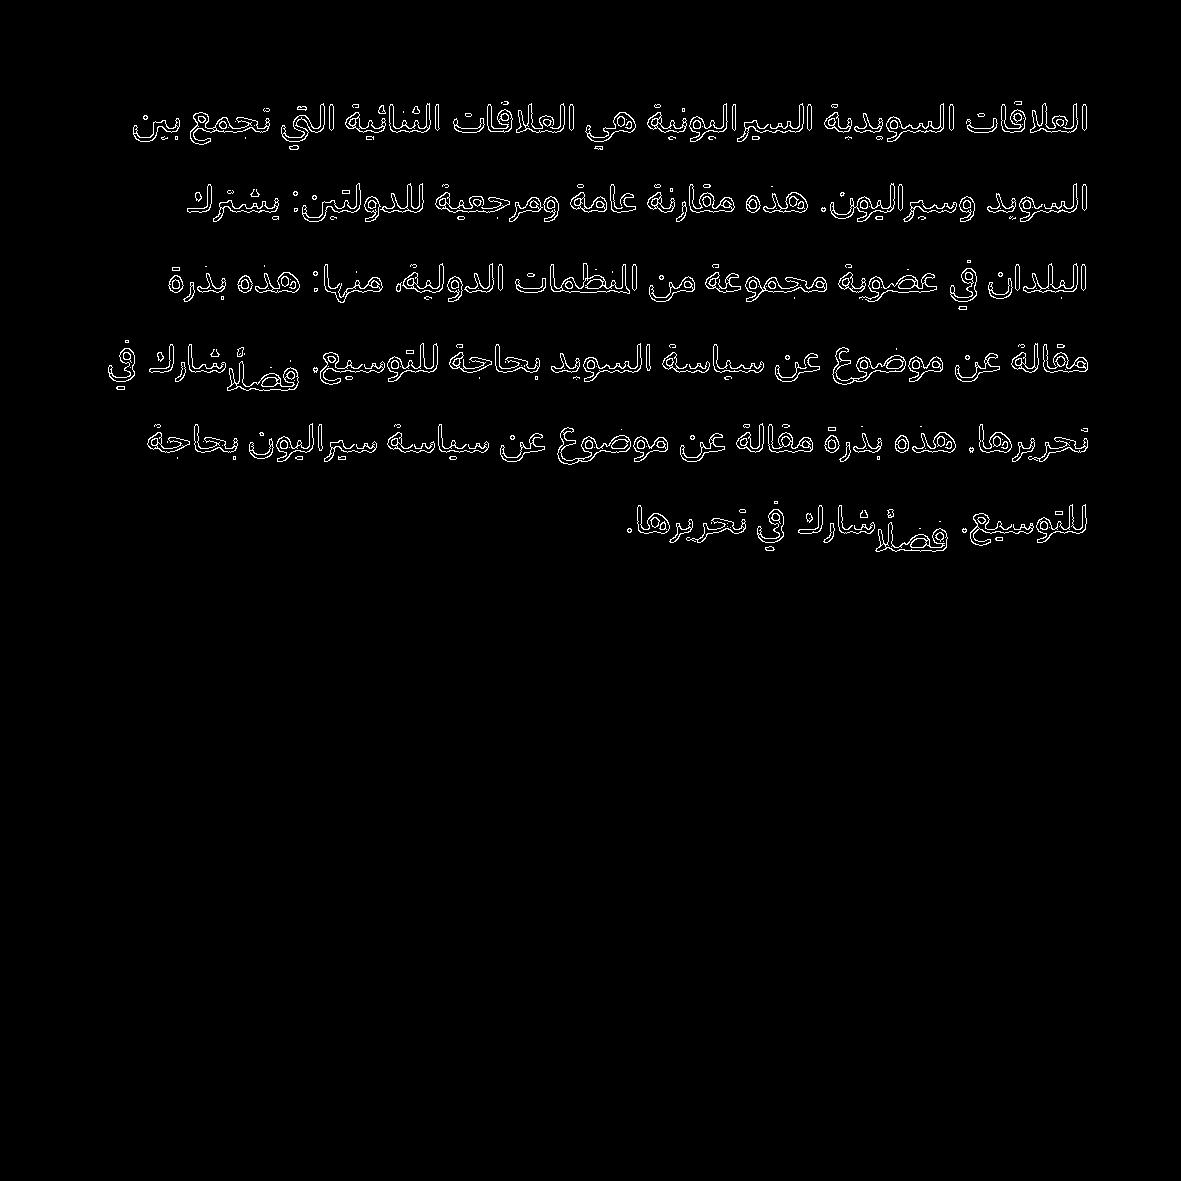 العلاقات السويدية السيراليونية هي العلاقات الثنائية التي تجمع بين
السويد وسيراليون. هذه مقارنة عامة ومرجعية للدولتين: يشترك
البلدان في عضوية مجموعة من المنظمات الدولية، منها: هذه بذرة
مقالة عن موضوع عن سياسة السويد بحاجة للتوسيع. فضلًا شارك في
تحريرها. هذه بذرة مقالة عن موضوع عن سياسة سيراليون بحاجة
للتوسيع. فضلًا شارك في تحريرها.